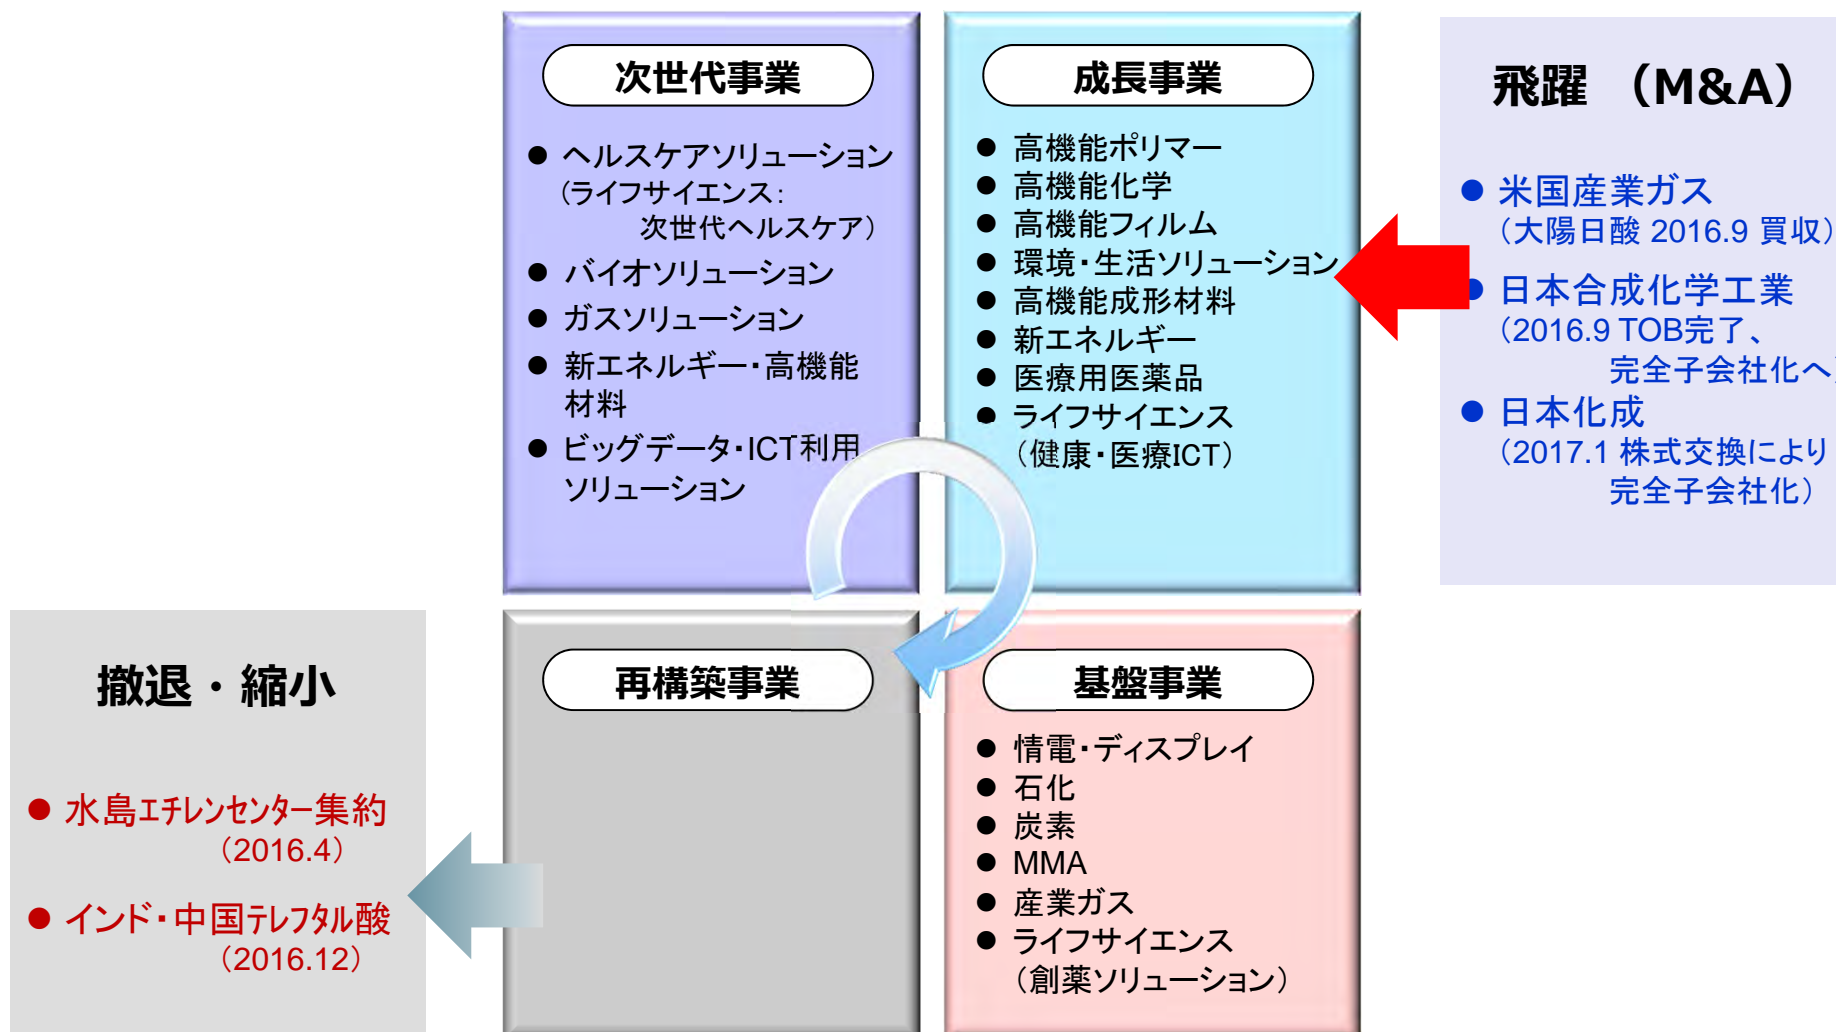 次世代事業
● ヘルスケアソリューション
(ライフサイエンス:
次世代ヘルスケア)
● バイオソリューション
● ガスソリューション
● 新エネルギー・高機能
材料
● ビッグデータ・ICT利用
ソリューション
成長事業
● 高機能ポリマー
● 高機能化学
● 高機能フィルム
● 環境・生活ソリューション
● 高機能成形材料
● 新エネルギー
● 医療用医薬品
● ライフサイエンス
(健康・医療ICT)
飛躍 (M&A)
● 米国産業ガス
(大陽日酸 2016.9 買収)
● 日本合成化学工業
(2016.9 TOB完了、
完全子会社化へ)
● 日本化成
(2017.1 株式交換により
完全子会社化)
撤退・縮小
● 水島エチレンセンター集約
(2016.4)
● インド・中国テレフタル酸
(2016.12)
再構築事業
基盤事業
● 情電・ディスプレイ
● 石化
● 炭素
● MMA
● 産業ガス
● ライフサイエンス
(創薬ソリューション)